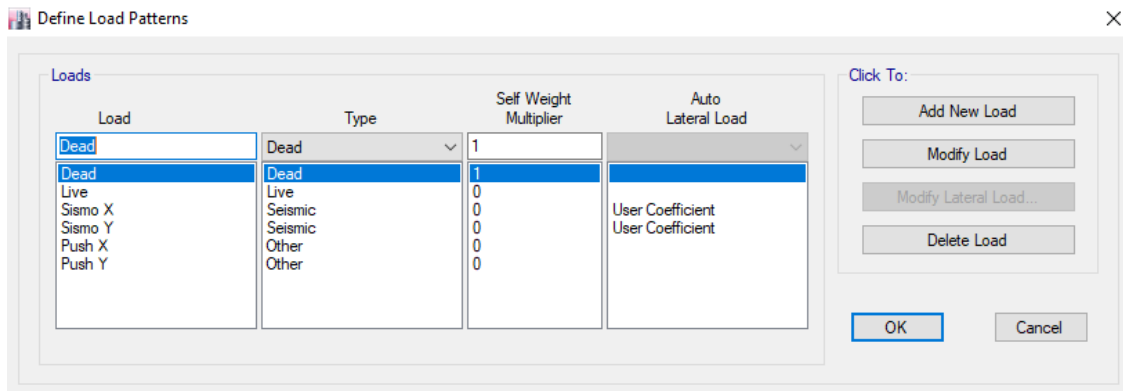 Define Load Patterns
Loads
Load Type Self Weight Multiplier Auto Lateral Load
Dead Dead 1
Dead Dead 1
Live Live 0
Sismo X Seismic 0 User Coefficient
Sismo Y Seismic 0 User Coefficient
Push X Other 0
Push Y Other 0
Click To:
Add New Load
Modify Load
Modify Lateral Load...
Delete Load
OK Cancel